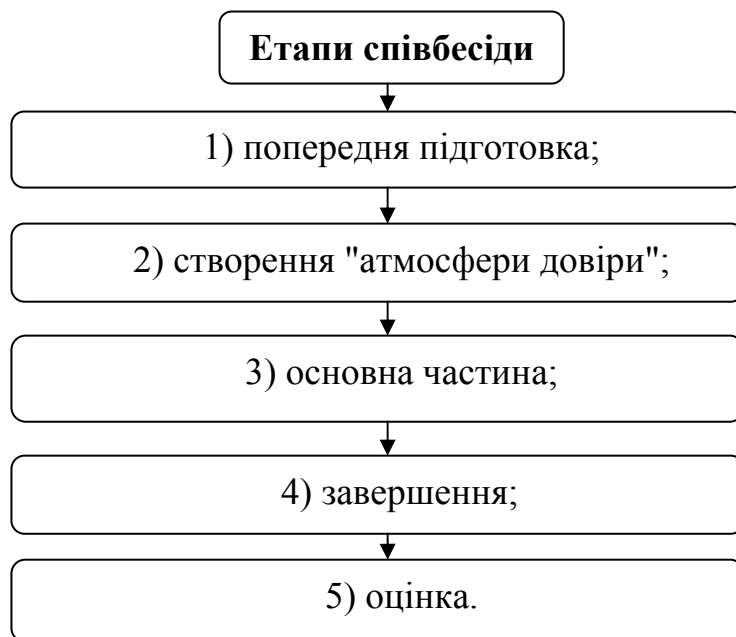 Етапи співбесіди
1) попередня підготовка;
2) створення "атмосфери довіри";
3) основна частина;
4) завершення;
5) оцінка.